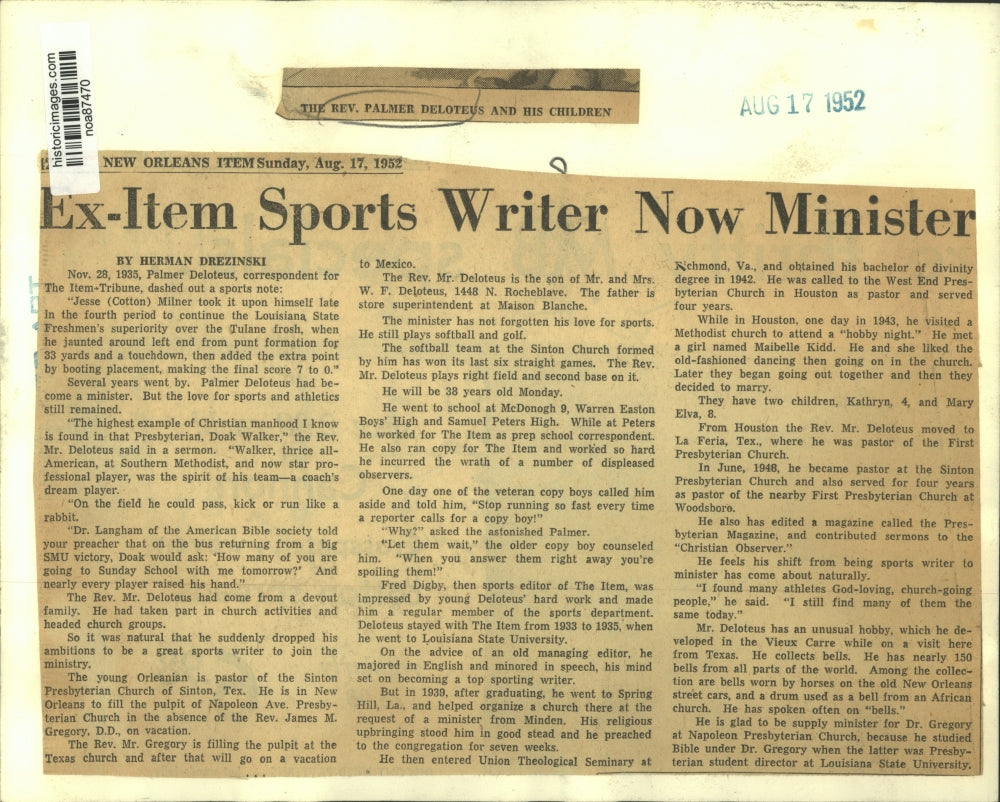 historicimages.com
noa87470
THE REV. PALMER DELOTEUS AND HIS CHILDREN
AUG 17 1952
NEW ORLEANS ITEM Sunday, Aug. 17, 1952
Ex-Item Sports Writer Now Minister
BY HERMAN DREZINSKI
Nov. 28, 1935, Palmer Deloteus, correspondent for
The Item-Tribune, dashed out a sports note:
"Jesse (Cotton) Milner took it upon himself late
in the fourth period to continue the Louisiana State
Freshmen's superiority over the Tulane frosh, when
he jaunted around left end from punt formation for
33 yards and a touchdown, then added the extra point
by booting placement, making the final score 7 to 0."
Several years went by. Palmer Deloteus had be-
come a minister. But the love for sports and athletics
still remained.
"The highest example of Christian manhood I know
is found in that Presbyterian, Doak Walker," the Rev.
Mr. Deloteus said in a sermon. "Walker, thrice all-
American, at Southern Methodist, and now star pro-
fessional player, was the spirit of his team—a coach's
dream player.
"On the field he could pass, kick or run like a
rabbit.
"Dr. Langham of the American Bible society told
your preacher that on the bus returning from a big
SMU victory, Doak would ask: 'How many of you are
going to Sunday School with me tomorrow?' And
nearly every player raised his hand."
The Rev. Mr. Deloteus had come from a devout
family. He had taken part in church activities and
headed church groups.
So it was natural that he suddenly dropped his
ambitions to be a great sports writer to join the
ministry.
The young Orleanian is pastor of the Sinton
Presbyterian Church of Sinton, Tex. He is in New
Orleans to fill the pulpit of Napoleon Ave. Presby-
terian Church in the absence of the Rev. James M.
Gregory, D.D., on vacation.
The Rev. Mr. Gregory is filling the pulpit at the
Texas church and after that will go on a vacation
to Mexico.
The Rev. Mr. Deloteus is the son of Mr. and Mrs.
W. F. Deloteus, 1448 N. Rocheblave. The father is
store superintendent at Maison Blanche.
The minister has not forgotten his love for sports.
He still plays softball and golf.
The softball team at the Sinton Church formed
by him has won its last six straight games. The Rev.
Mr. Deloteus plays right field and second base on it.
He will be 38 years old Monday.
He went to school at McDonogh 9, Warren Easton
Boys' High and Samuel Peters High. While at Peters
he worked for The Item as prep school correspondent.
He also ran copy for The Item and worked so hard
he incurred the wrath of a number of displeased
observers.
One day one of the veteran copy boys called him
aside and told him, "Stop running so fast every time
a reporter calls for a copy boy!"
"Why?" asked the astonished Palmer.
"Let them wait," the older copy boy counseled
him. "When you answer them right away you're
spoiling them!"
Fred Digby, then sports editor of The Item, was
impressed by young Deloteus' hard work and made
him a regular member of the sports department.
Deloteus stayed with The Item from 1933 to 1935, when
he went to Louisiana State University.
On the advice of an old managing editor, he
majored in English and minored in speech, his mind
set on becoming a top sporting writer.
But in 1939, after graduating, he went to Spring
Hill, La., and helped organize a church there at the
request of a minister from Minden. His religious
upbringing stood him in good stead and he preached
to the congregation for seven weeks.
He then entered Union Theological Seminary at
Richmond, Va., and obtained his bachelor of divinity
degree in 1942. He was called to the West End Pres-
byterian Church in Houston as pastor and served
four years.
While in Houston, one day in 1943, he visited a
Methodist church to attend a "hobby night." He met
a girl named Maibelle Kidd. He and she liked the
old-fashioned dancing then going on in the church.
Later they began going out together and then they
decided to marry.
They have two children, Kathryn, 4, and Mary
Elva, 8.
From Houston the Rev. Mr. Deloteus moved to
La Feria, Tex., where he was pastor of the First
Presbyterian Church.
In June, 1948, he became pastor at the Sinton
Presbyterian Church and also served for four years
as pastor of the nearby First Presbyterian Church at
Woodsboro.
He also has edited a magazine called the Pres-
byterian Magazine, and contributed sermons to the
"Christian Observer."
He feels his shift from being sports writer to
minister has come about naturally.
"I found many athletes God-loving, church-going
people," he said. "I still find many of them the
same today."
Mr. Deloteus has an unusual hobby, which he de-
veloped in the Vieux Carre while on a visit here
from Texas. He collects bells. He has nearly 150
bells from all parts of the world. Among the collec-
tion are bells worn by horses on the old New Orleans
street cars, and a drum used as a bell from an African
church. He has spoken often on "bells."
He is glad to be supply minister for Dr. Gregory
at Napoleon Presbyterian Church, because he studied
Bible under Dr. Gregory when the latter was Presby-
terian student director at Louisiana State University.